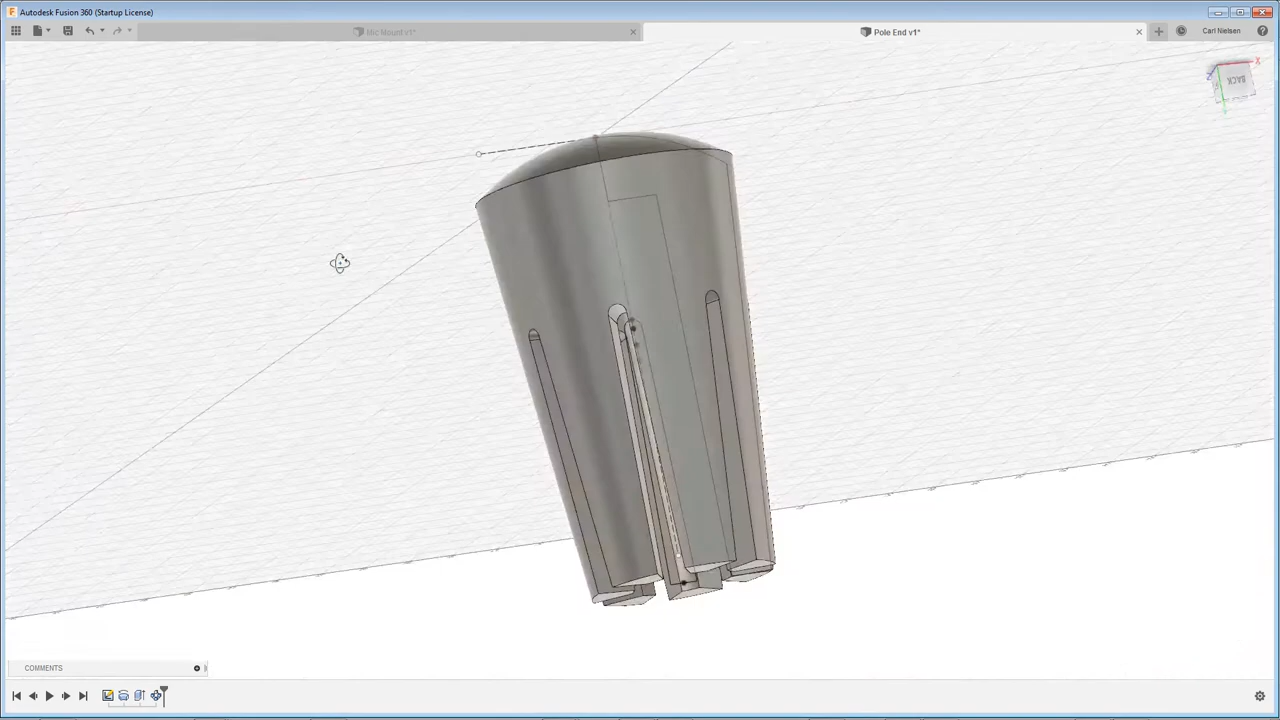 Autodesk Fusion 360 (Startup License)
Mic Mount v1*
Pole End v1*
Carl Nielsen
BACK
X
COMMENTS